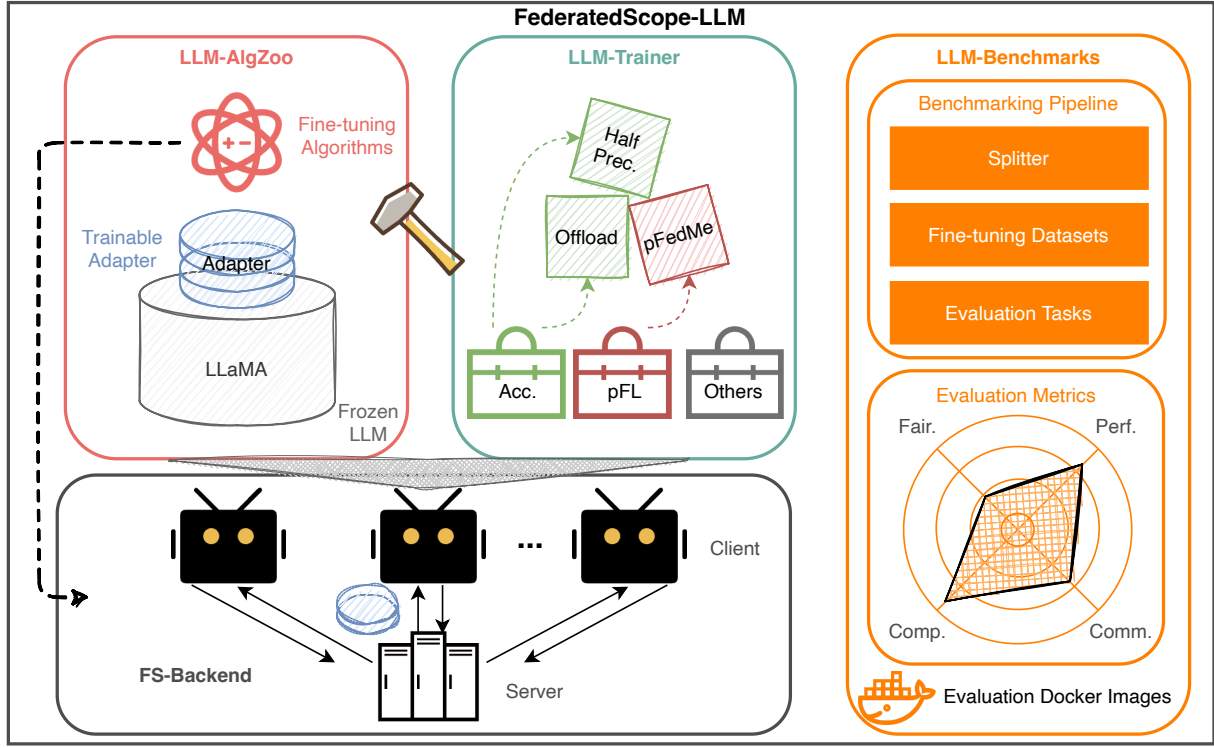 FederatedScope-LLM
LLM-AlgZoo
Fine-tuning
Algorithms
Trainable
Adapter
Adapter
LLaMA
Frozen
LLM
LLM-Trainer
Half
Prec.
Offload
pFedMe
Acc.
pFL
Others
LLM-Benchmarks
Benchmarking Pipeline
Splitter
Fine-tuning Datasets
Evaluation Tasks
Evaluation Metrics
Fair.
Perf.
Comp.
Comm.
Evaluation Docker Images
...
Client
FS-Backend
Server